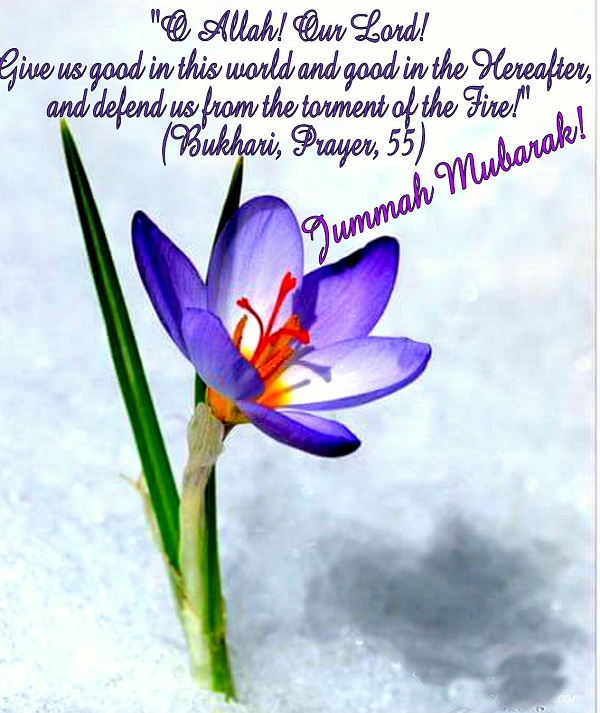 "O Allah! Our Lord!
Give us good in this world and good in the Hereafter,
and defend us from the torment of the Fire!"
(Bukhari, Prayer, 55)
Jummah Mubarak!
.com